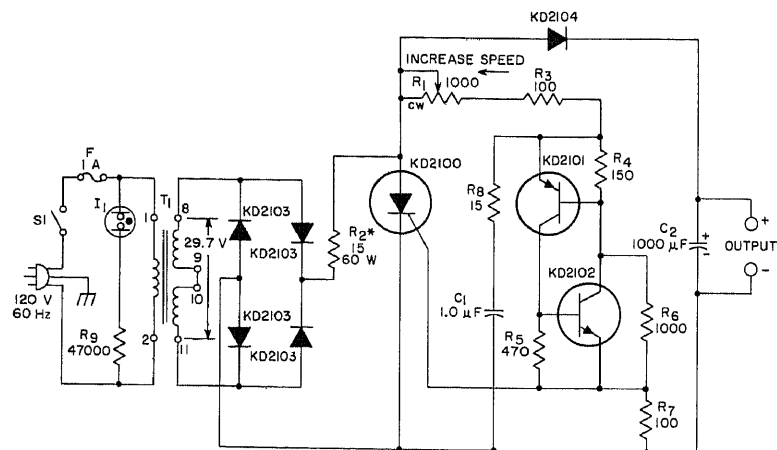 KD2104
INCREASE SPEED
R1
1000
CW
R3
100
F
1 A
KD2100
KD2101
R4
150
I1
T1
8
S1
1
KD2103
KD2103
29.7 V
R2*
15
60 W
R8
15
C2
1000 µF
+
-
+
OUTPUT
-
9
10
KD2102
120 V
60 Hz
C1
1.0 µF
R9
47000
2
11
KD2103
KD2103
R5
470
R6
1000
R7
100